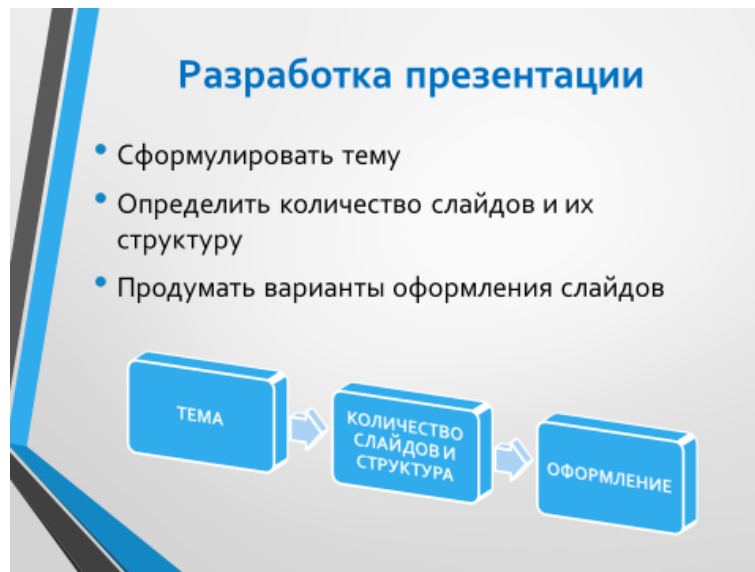 Разработка презентации
• Сформулировать тему
• Определить количество слайдов и их
структуру
• Продумать варианты оформления слайдов
ТЕМА
КОЛИЧЕСТВО
СЛАЙДОВ И
СТРУКТУРА
ОФОРМЛЕНИЕ